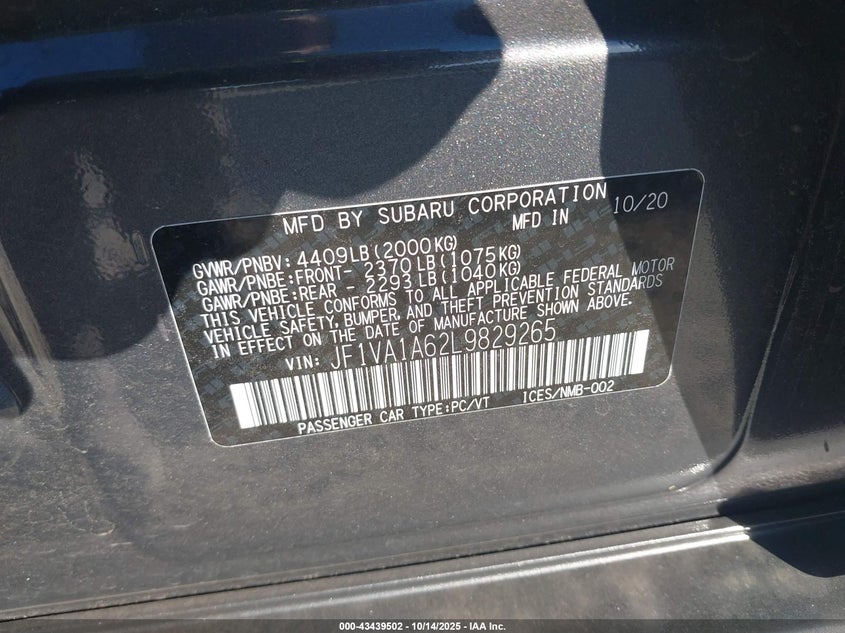 MFD BY SUBARU CORPORATION
MFD IN 10/20
GVWR/PNBV: 4409LB(2000KG)
GAWR/PNBE:FRONT- 2370LB(1075KG)
GAWR/PNBE:REAR - 2293LB(1040KG)
THIS VEHICLE CONFORMS TO ALL APPLICABLE FEDERAL MOTOR
VEHICLE SAFETY, BUMPER, AND THEFT PREVENTION STANDARDS
IN EFFECT ON THE DATE OF MANUFACTURE SHOWN ABOVE.
VIN: JF1VA1A62L9829265
PASSENGER CAR TYPE:PC/VT ICES/NMB-002
000-43439502 - 10/14/2025 - IAA Inc.